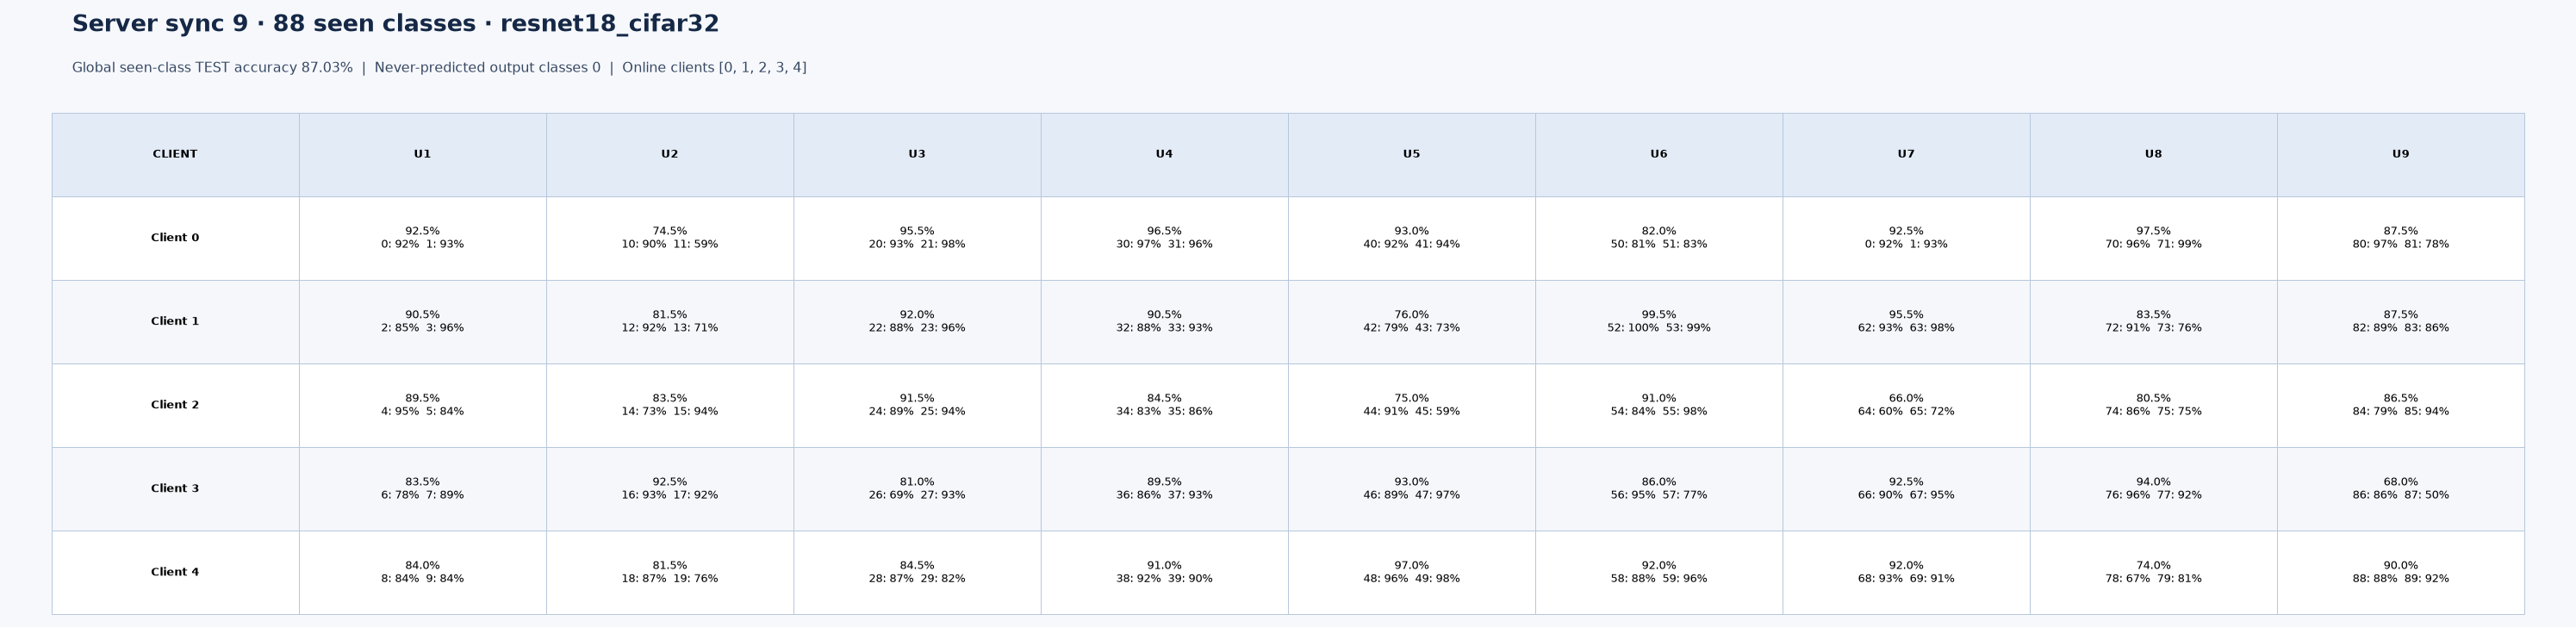 Server sync 9 · 88 seen classes · resnet18_cifar32
Global seen-class TEST accuracy 87.03% | Never-predicted output classes 0 | Online clients [0, 1, 2, 3, 4]
CLIENT U1 U2 U3 U4 U5 U6 U7 U8 U9
92.5% 74.5% 95.5% 96.5% 93.0% 82.0% 92.5% 97.5% 87.5%
Client 0
0: 92% 1: 93% 10: 90% 11: 59% 20: 93% 21: 98% 30: 97% 31: 96% 40: 92% 41: 94% 50: 81% 51: 83% 0: 92% 1: 93% 70: 96% 71: 99% 80: 97% 81: 78%
90.5% 81.5% 92.0% 90.5% 76.0% 99.5% 95.5% 83.5% 87.5%
Client 1
2: 85% 3: 96% 12: 92% 13: 71% 22: 88% 23: 96% 32: 88% 33: 93% 42: 79% 43: 73% 52: 100% 53: 99% 62: 93% 63: 98% 72: 91% 73: 76% 82: 89% 83: 86%
89.5% 83.5% 91.5% 84.5% 75.0% 91.0% 66.0% 80.5% 86.5%
Client 2
4: 95% 5: 84% 14: 73% 15: 94% 24: 89% 25: 94% 34: 83% 35: 86% 44: 91% 45: 59% 54: 84% 55: 98% 64: 60% 65: 72% 74: 86% 75: 75% 84: 79% 85: 94%
83.5% 92.5% 81.0% 89.5% 93.0% 86.0% 92.5% 94.0% 68.0%
Client 3
6: 78% 7: 89% 16: 93% 17: 92% 26: 69% 27: 93% 36: 86% 37: 93% 46: 89% 47: 97% 56: 95% 57: 77% 66: 90% 67: 95% 76: 96% 77: 92% 86: 86% 87: 50%
84.0% 81.5% 84.5% 91.0% 97.0% 92.0% 92.0% 74.0% 90.0%
Client 4
8: 84% 9: 84% 18: 87% 19: 76% 28: 87% 29: 82% 38: 92% 39: 90% 48: 96% 49: 98% 58: 88% 59: 96% 68: 93% 69: 91% 78: 67% 79: 81% 88: 88% 89: 92%